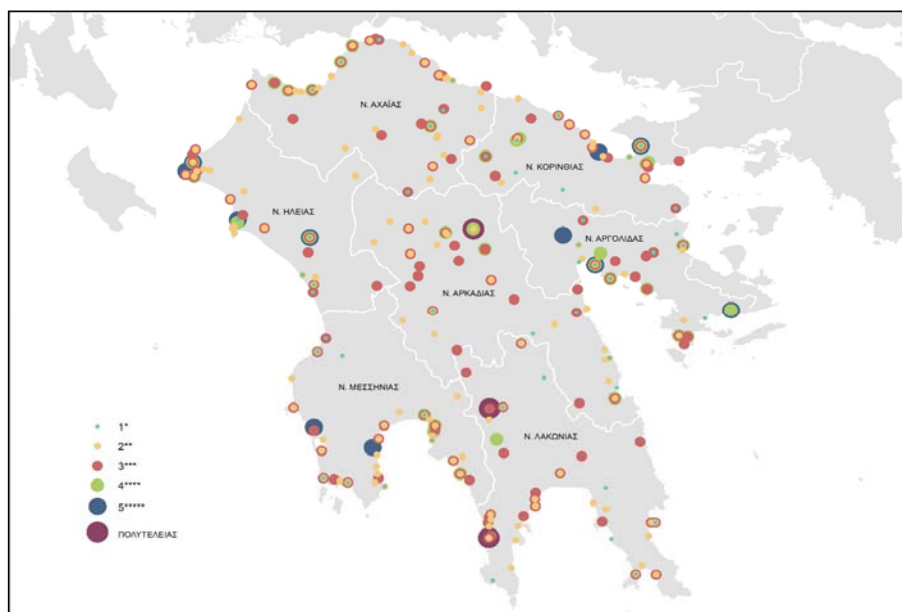 Ν. ΑΧΑΪΑΣ
Ν. ΚΟΡΙΝΘΙΑΣ
Ν. ΗΛΕΙΑΣ
Ν. ΑΡΓΟΛΙΔΑΣ
Ν. ΑΡΚΑΔΙΑΣ
Ν. ΜΕΣΣΗΝΙΑΣ
Ν. ΛΑΚΩΝΙΑΣ
1*
2**
3***
4****
5*****
ΠΟΛΥΤΕΛΕΙΑΣ